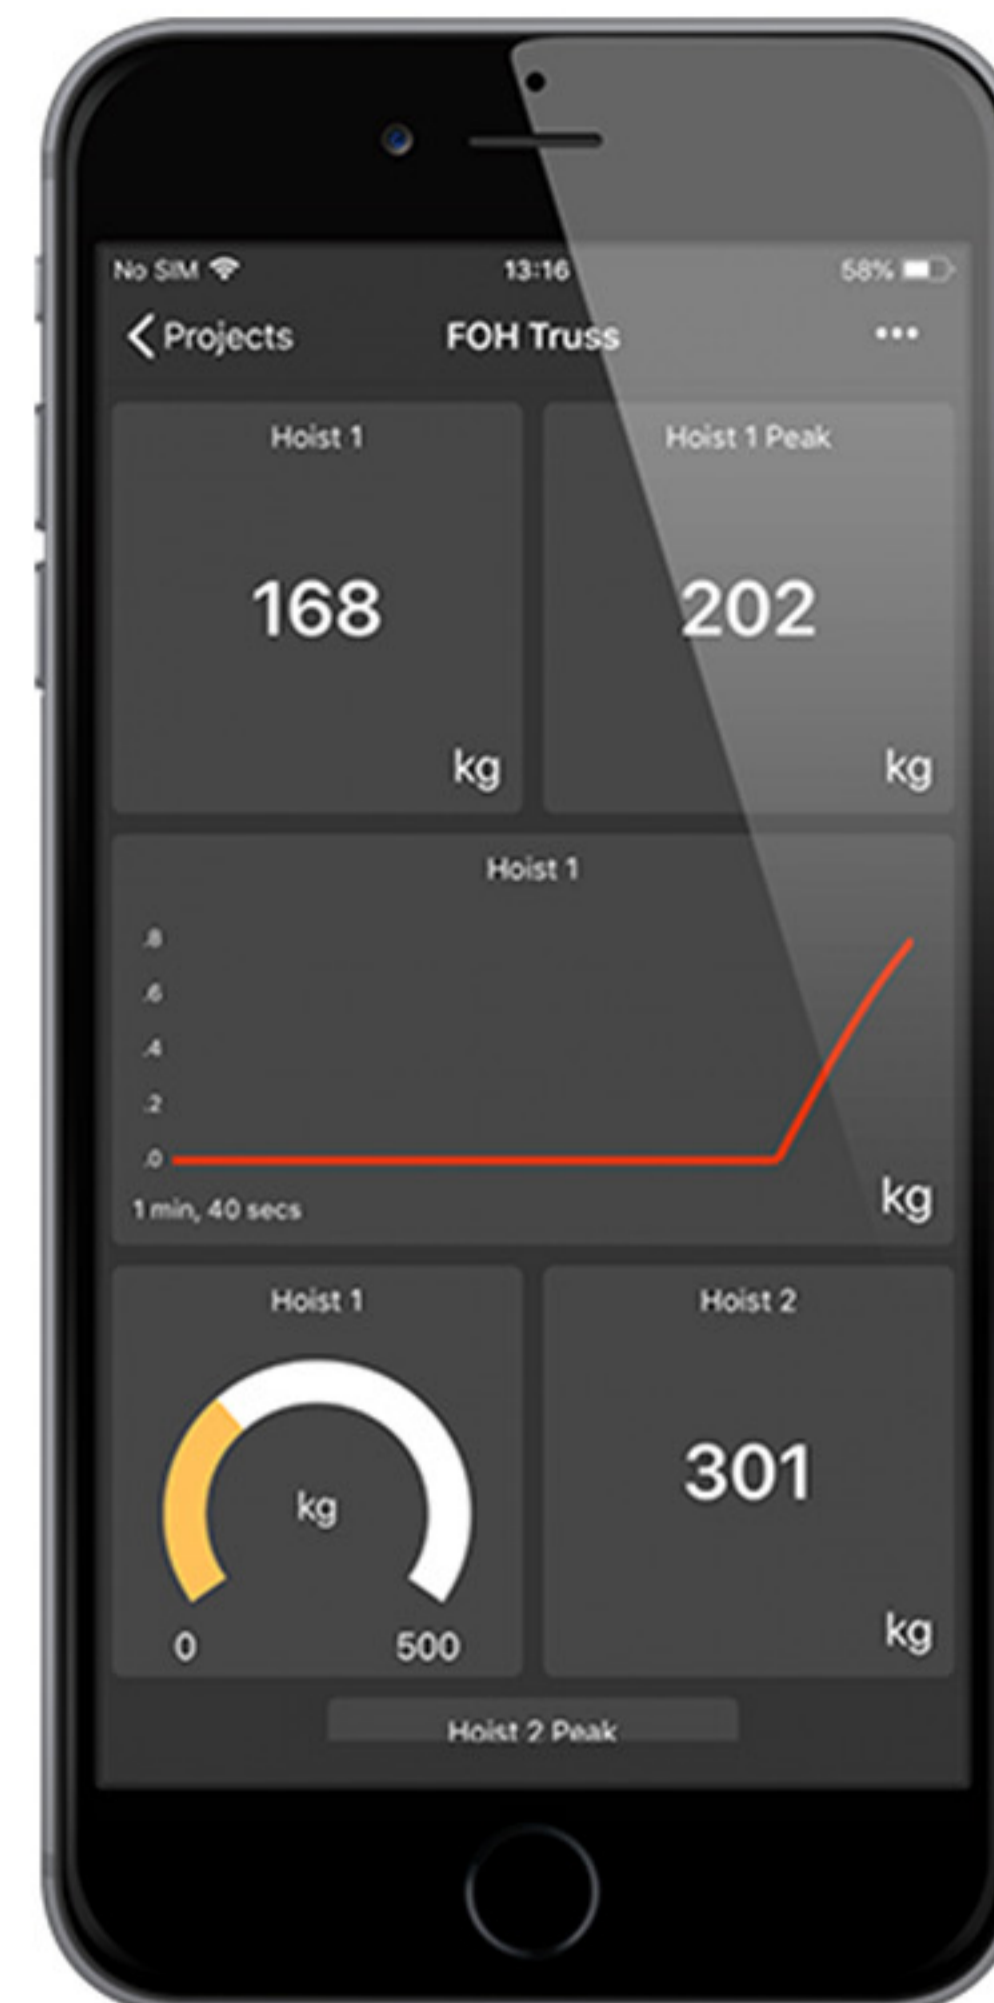 No SIM 13:16 58%
Projects FOH Truss
Hoist 1
168
kg
Hoist 1 Peak
202
kg
Hoist 1
.8
.6
.4
.2
.0
1 min, 40 secs
kg
Hoist 1
kg
0 500
Hoist 2
301
kg
Hoist 2 Peak